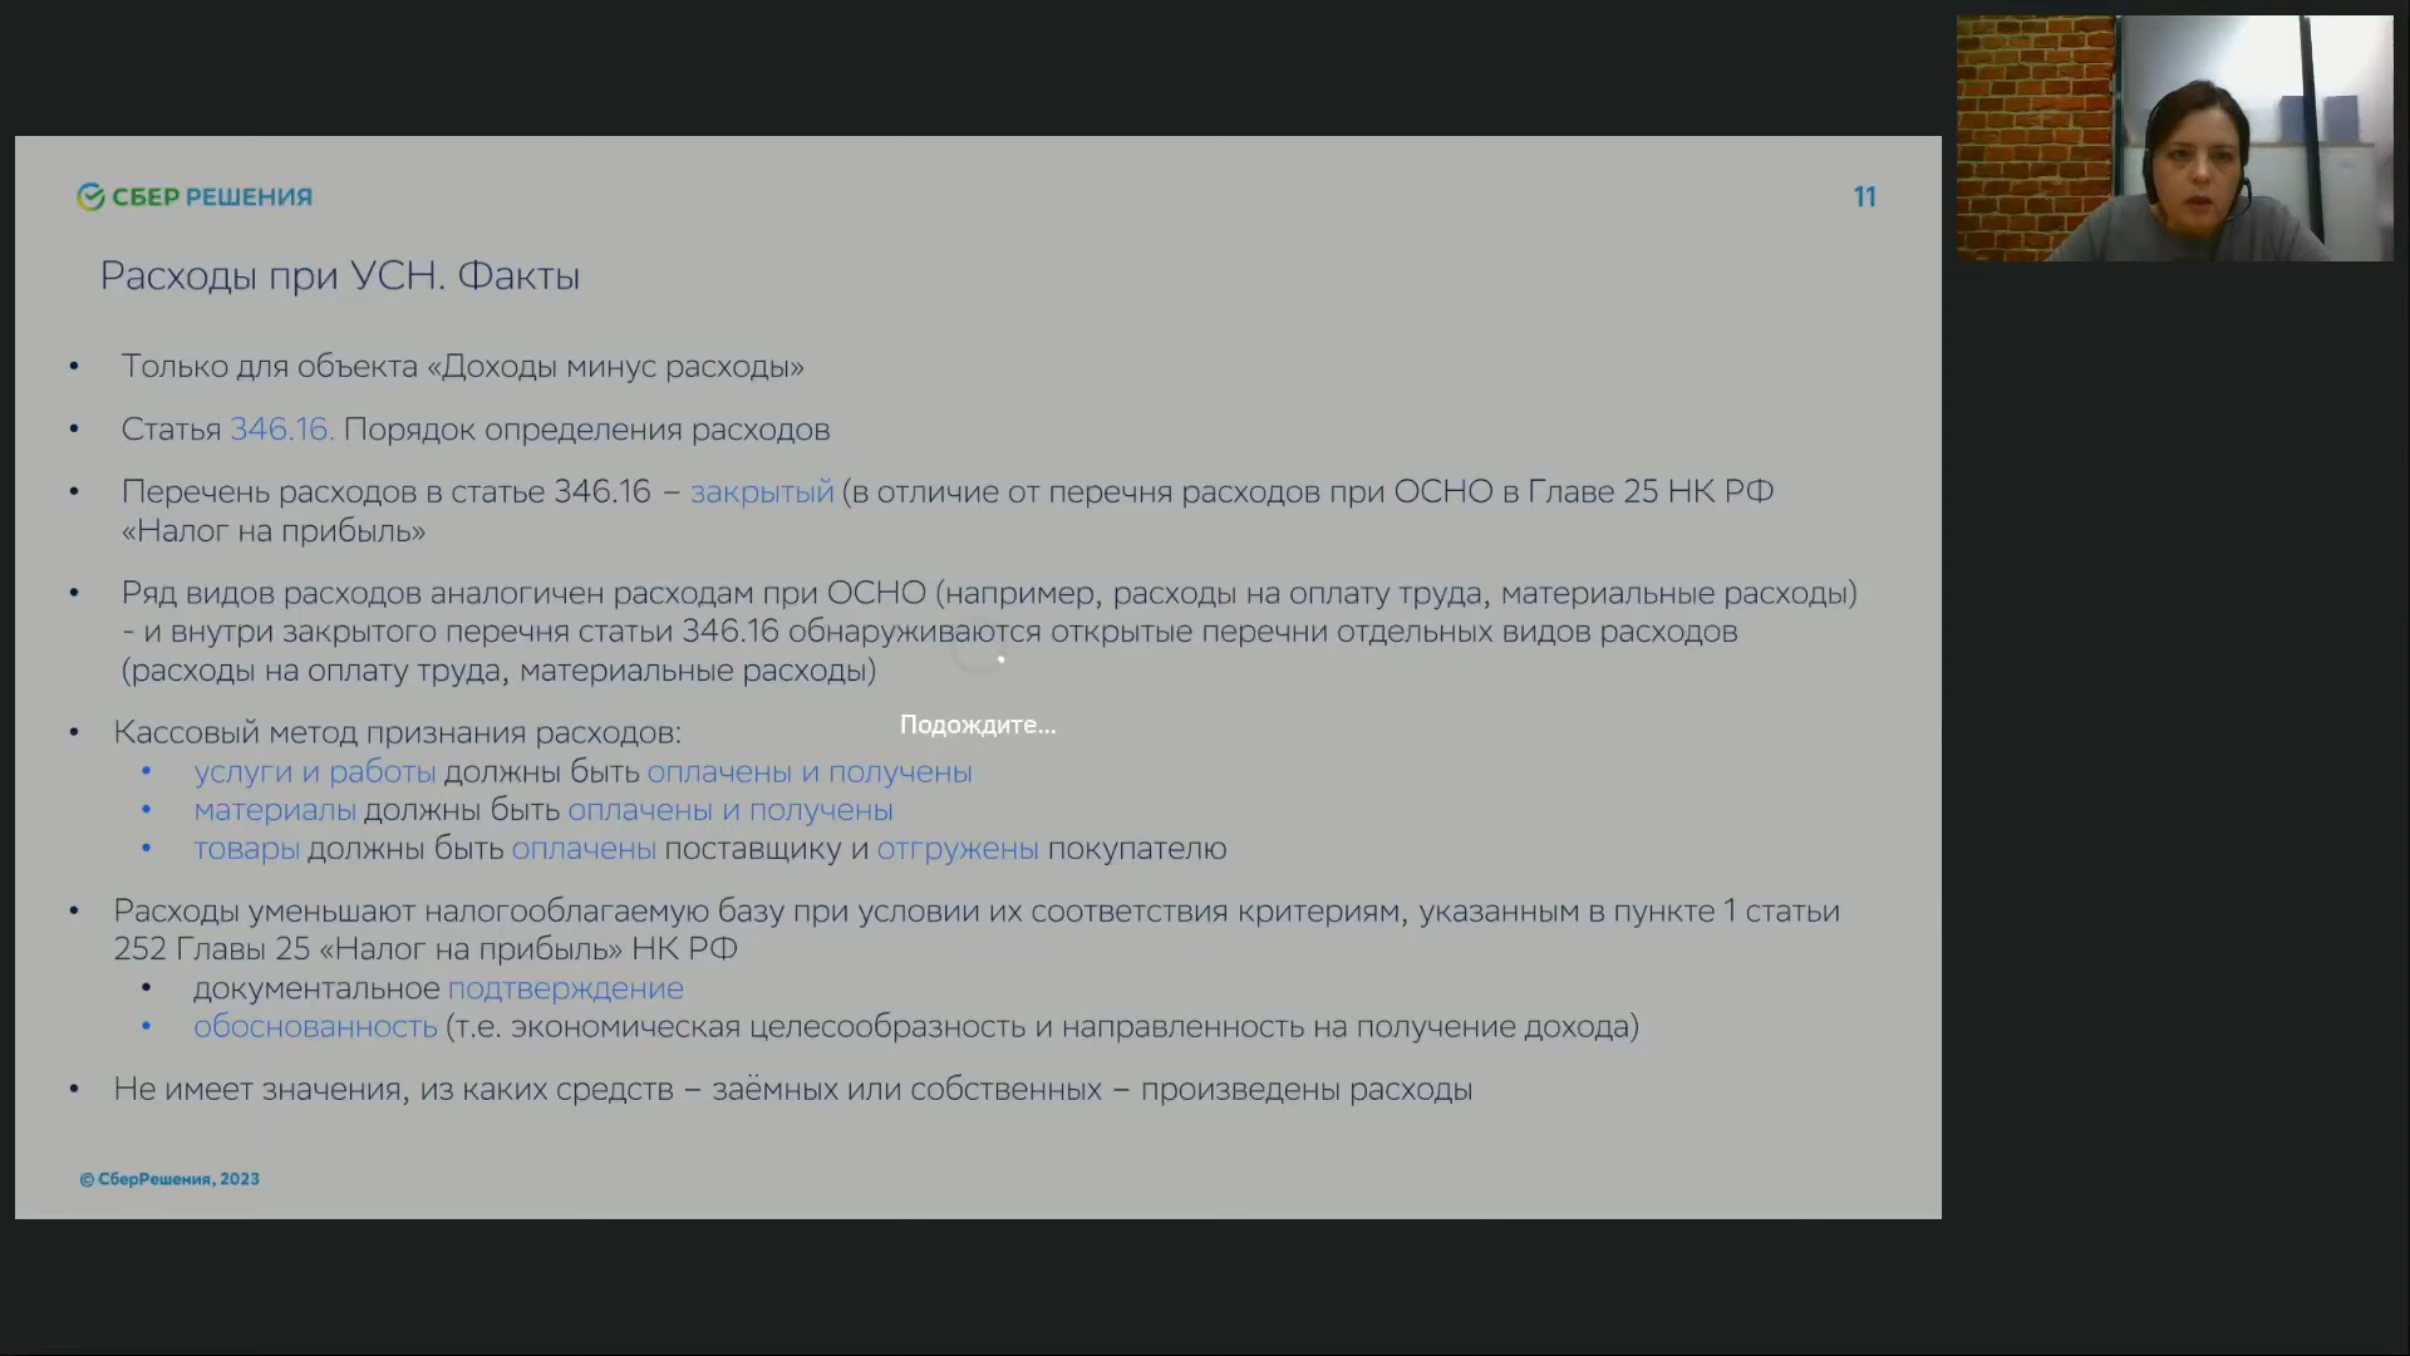 СБЕР РЕШЕНИЯ
11
Расходы при УСН. Факты
• Только для объекта «Доходы минус расходы»
• Статья 346.16. Порядок определения расходов
• Перечень расходов в статье 346.16 – закрытый (в отличие от перечня расходов при ОСНО в Главе 25 НК РФ
«Налог на прибыль»
• Ряд видов расходов аналогичен расходам при ОСНО (например, расходы на оплату труда, материальные расходы)
- и внутри закрытого перечня статьи 346.16 обнаруживаются открытые перечни отдельных видов расходов
(расходы на оплату труда, материальные расходы)
Подождите...
• Кассовый метод признания расходов:
• услуги и работы должны быть оплачены и получены
• материалы должны быть оплачены и получены
• товары должны быть оплачены поставщику и отгружены покупателю
• Расходы уменьшают налогооблагаемую базу при условии их соответствия критериям, указанным в пункте 1 статьи
252 Главы 25 «Налог на прибыль» НК РФ
• документальное подтверждение
• обоснованность (т.е. экономическая целесообразность и направленность на получение дохода)
• Не имеет значения, из каких средств – заёмных или собственных – произведены расходы
© СберРешения, 2023